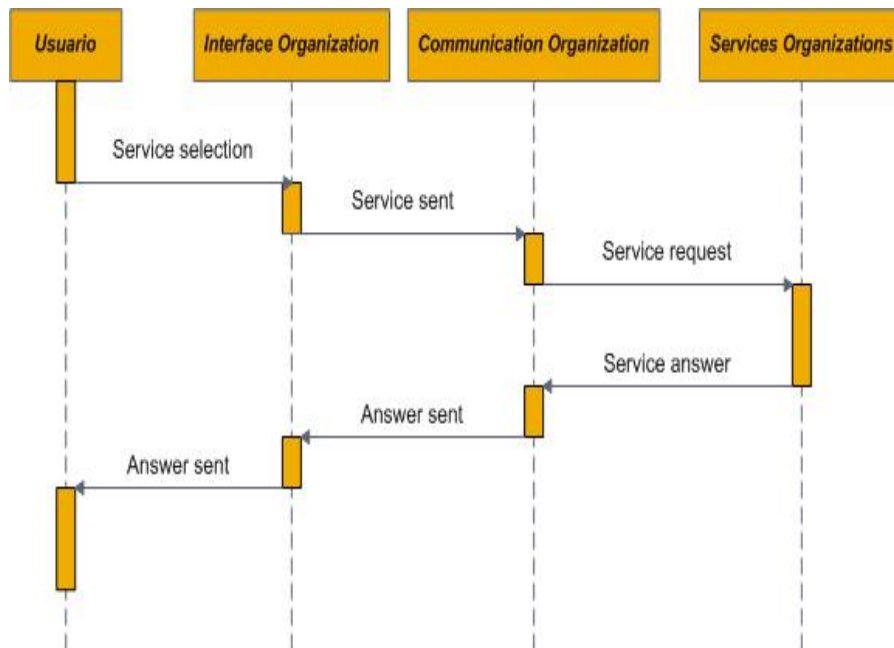 Usuario
Interface Organization
Communication Organization
Services Organizations
Service selection
Service sent
Service request
Service answer
Answer sent
Answer sent